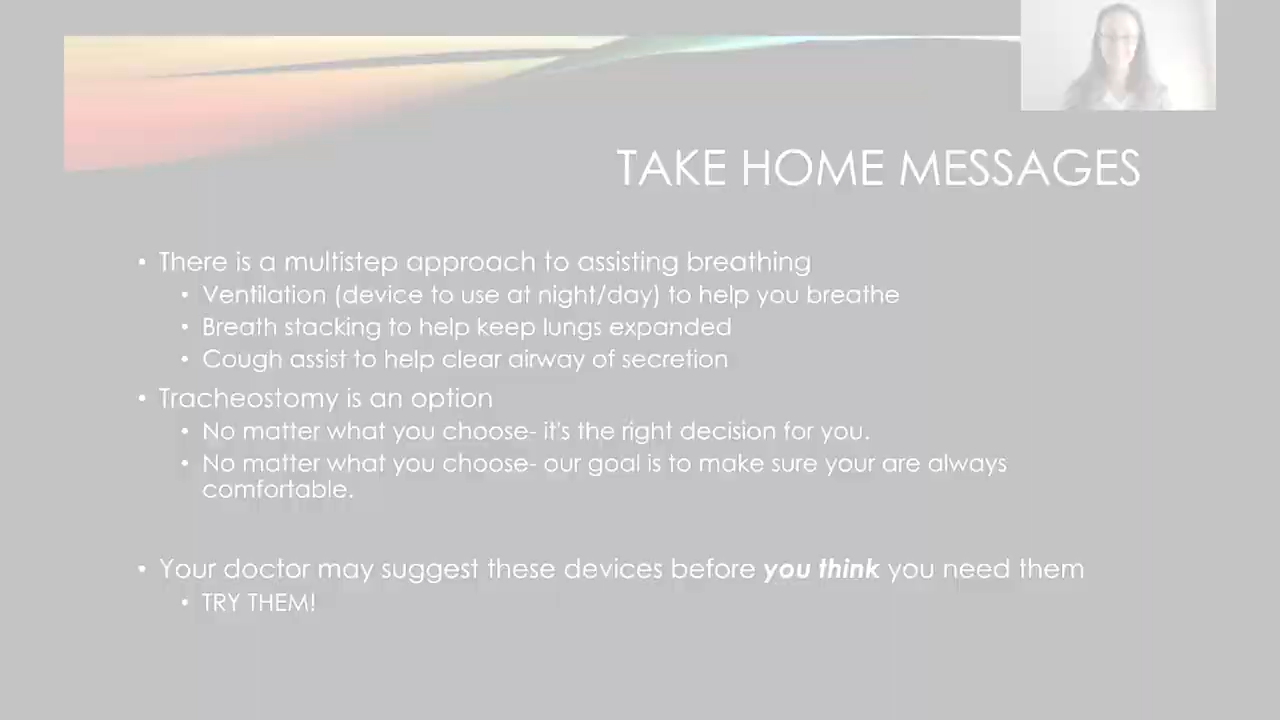 TAKE HOME MESSAGES
• There is a multistep approach to assisting breathing
• Ventilation (device to use at night/day) to help you breathe
• Breath stacking to help keep lungs expanded
• Cough assist to help clear airway of secretion
• Tracheostomy is an option
• No matter what you choose- it's the right decision for you.
• No matter what you choose- our goal is to make sure your are always
comfortable.
• Your doctor may suggest these devices before you think you need them
• TRY THEM!